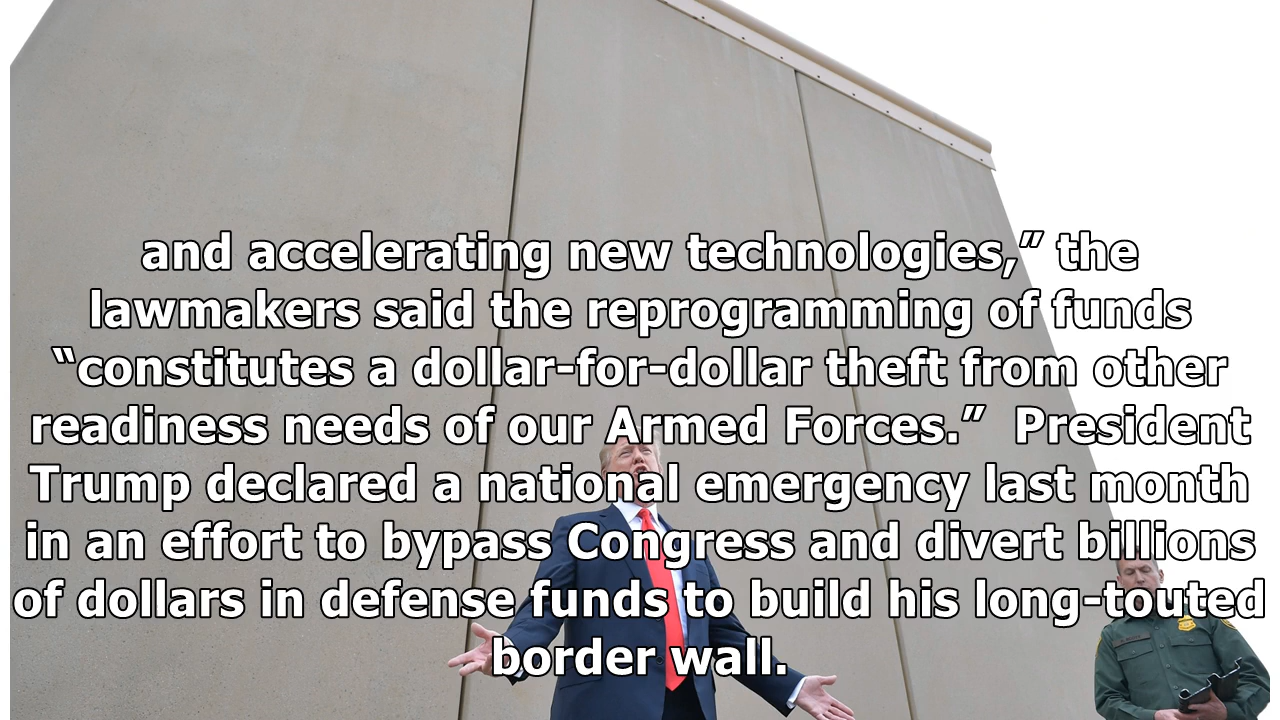 and accelerating new technologies,” the
lawmakers said the reprogramming of funds
“constitutes a dollar-for-dollar theft from other
readiness needs of our Armed Forces.”  President
Trump declared a national emergency last month
in an effort to bypass Congress and divert billions
of dollars in defense funds to build his long-touted
border wall.